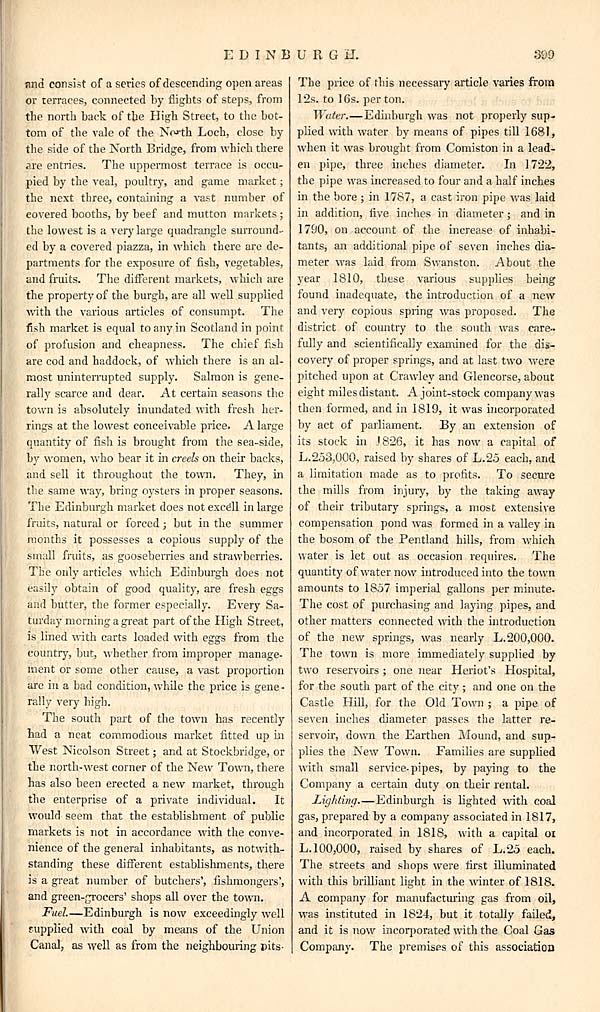 EDINBURGH. 399
and consist of a series of descending open areas
or terraces, connected by flights of steps, from
the north back of the High Street, to the bot-
tom of the vale of the North Loch, close by
the side of the North Bridge, from which there
are entries. The uppermost terrace is occu-
pied by the veal, poultry, and game market;
the next three, containing a vast number of
covered booths, by beef and mutton markets;
the lowest is a very large quadrangle surround-
ed by a covered piazza, in which there are de-
partments for the exposure of fish, vegetables,
and fruits. The different markets, which are
the property of the burgh, are all well supplied
with the various articles of consumpt. The
fish market is equal to any in Scotland in point
of profusion and cheapness. The chief fish
are cod and haddock, of which there is an al-
most uninterrupted supply. Salmon is gene-
rally scarce and dear. At certain seasons the
town is absolutely inundated with fresh her-
rings at the lowest conceivable price. A large
quantity of fish is brought from the sea-side,
by women, who bear it in creels on their backs,
and sell it throughout the town. They, in
the same way, bring oysters in proper seasons.
The Edinburgh market does not excell in large
fruits, natural or forced; but in the summer
months it possesses a copious supply of the
small fruits, as gooseberries and strawberries.
The only articles which Edinburgh does not
easily obtain of good quality, are fresh eggs
and butter, the former especially. Every Sa-
turday morning a great part of the High Street,
is lined with carts loaded with eggs from the
country, but, whether from improper manage-
ment or some other cause, a vast proportion
are in a bad condition, while the price is gene-
rally very high.
The south part of the town has recently
had a neat commodious market fitted up in
West Nicolson Street; and at Stockbridge, or
the north-west corner of the New Town, there
has also been erected a new market, through
the enterprise of a private individual. It
would seem that the establishment of public
markets is not in accordance with the conve-
nience of the general inhabitants, as notwith-
standing these different establishments, there
is a great number of butchers', fishmongers',
and green-grocers' shops all over the town.
Fuel.—Edinburgh is now exceedingly well
supplied with coal by means of the Union
Canal, as well as from the neighbouring pits.
The price of this necessary article varies from
12s. to 16s. per ton.
Water.—Edinburgh was not properly sup-
plied with water by means of pipes till 1681,
when it was brought from Comiston in a lead-
en pipe, three inches diameter. In 1722,
the pipe was increased to four and a half inches
in the bore; in 1787, a cast iron pipe was laid
in addition, five inches in diameter; and in
1790, on account of the increase of inhabi-
tants, an additional pipe of seven inches dia-
meter was laid from Swanston. About the
year 1810, these various supplies being
found inadequate, the introduction of a new
and very copious spring was proposed. The
district of country to the south was care-
fully and scientifically examined for the dis-
covery of proper springs, and at last two were
pitched upon at Crawley and Glencorse, about
eight miles distant. A joint-stock company was
then formed, and in 1819, it was incorporated
by act of parliament. By an extension of
its stock in 1826, it has now a capital of
L.253,000, raised by shares of L.25 each, and
a limitation made as to profits. To secure
the mills from injury, by the taking away
of their tributary springs, a most extensive
compensation pond was formed in a valley in
the bosom of the Pentland hills, from which
water is let out as occasion requires. The
quantity of water now introduced into the town
amounts to 1857 imperial gallons per minute.
The cost of purchasing and laying pipes, and
other matters connected with the introduction
of the new springs, was nearly L.200,000.
The town is more immediately supplied by
two reservoirs; one near Heriot's Hospital,
for the south part of the city; and one on the
Castle Hill, for the Old Town; a pipe of
seven inches diameter passes the latter re-
servoir, down the Earthen Mound, and sup-
plies the New Town. Families are supplied
with small service-pipes, by paying to the
Company a certain duty on their rental.
Lighting.—Edinburgh is lighted with coal
gas, prepared by a company associated in 1817,
and incorporated in 1818, with a capital or
L.100,000, raised by shares of L.25 each.
The streets and shops were first illuminated
with this brilliant light in the winter of 1818.
A company for manufacturing gas from oil,
was instituted in 1824, but it totally failed,
and it is now incorporated with the Coal Gas
Company. The premises of this association